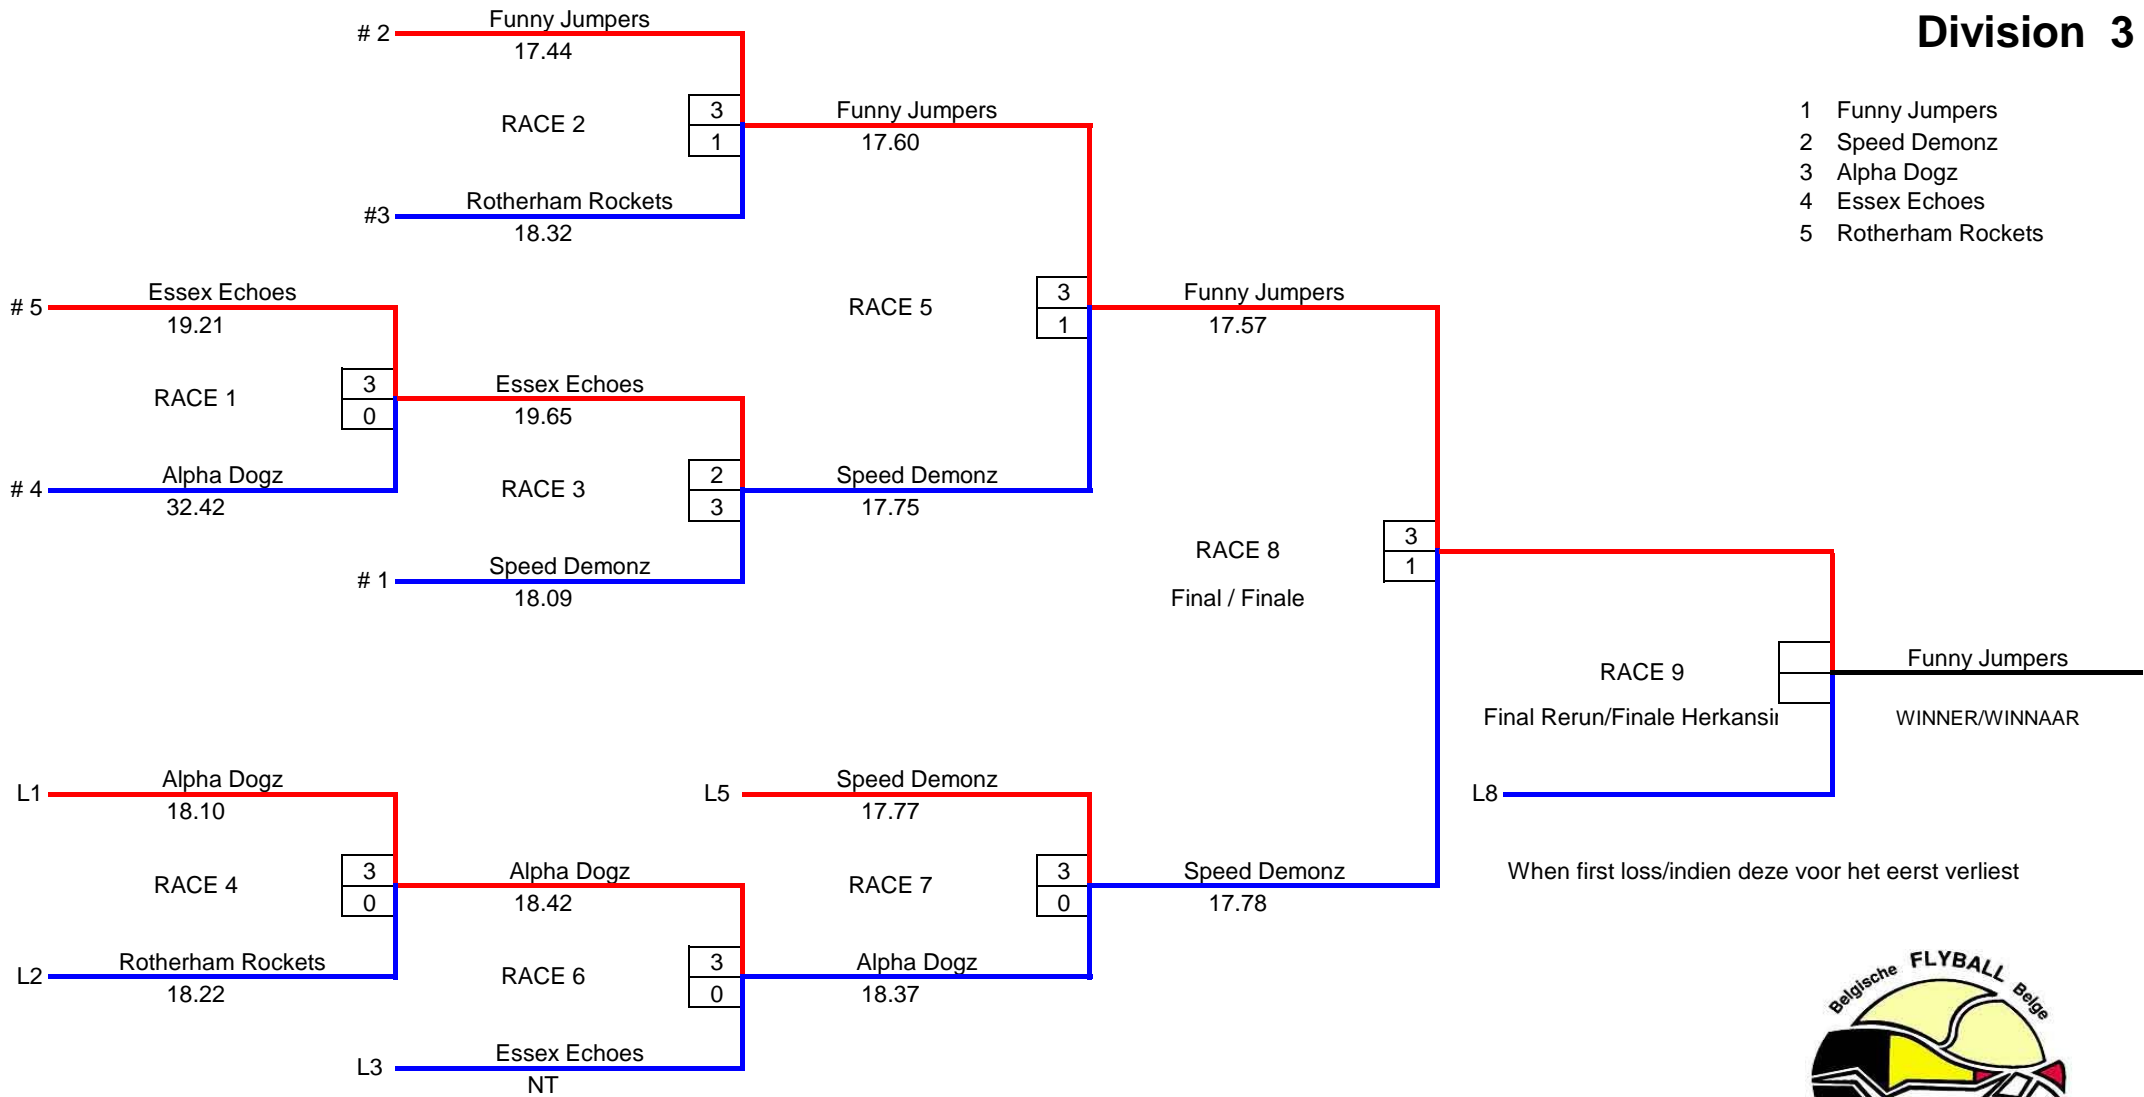 Division 3
1 Funny Jumpers
2 Speed Demonz
3 Alpha Dogz
4 Essex Echoes
5 Rotherham Rockets
# 2
Funny Jumpers
17.44
RACE 2
3
1
#3
Rotherham Rockets
18.32
Funny Jumpers
17.60
# 5
Essex Echoes
19.21
RACE 1
3
0
# 4
Alpha Dogz
32.42
Essex Echoes
19.65
RACE 3
2
3
# 1
Speed Demonz
18.09
Speed Demonz
17.75
RACE 5
3
1
Funny Jumpers
17.57
RACE 8
3
1
Final / Finale
RACE 9
Final Rerun/Finale Herkansin
Funny Jumpers
WINNER/WINNAAR
L8
When first loss/indien deze voor het eerst verliest
L1
Alpha Dogz
18.10
RACE 4
3
0
L2
Rotherham Rockets
18.22
Alpha Dogz
18.42
RACE 6
3
0
L3
Essex Echoes
NT
L5
Speed Demonz
17.77
RACE 7
3
0
Alpha Dogz
18.37
Speed Demonz
17.78
Belgische FLYBALL Belge